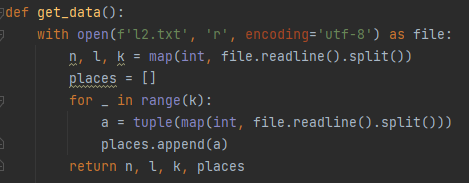 def get_data():
    with open(f'l2.txt', 'r', encoding='utf-8') as file:
        n, l, k = map(int, file.readline().split())
        places = []
        for _ in range(k):
            a = tuple(map(int, file.readline().split()))
            places.append(a)
        return n, l, k, places